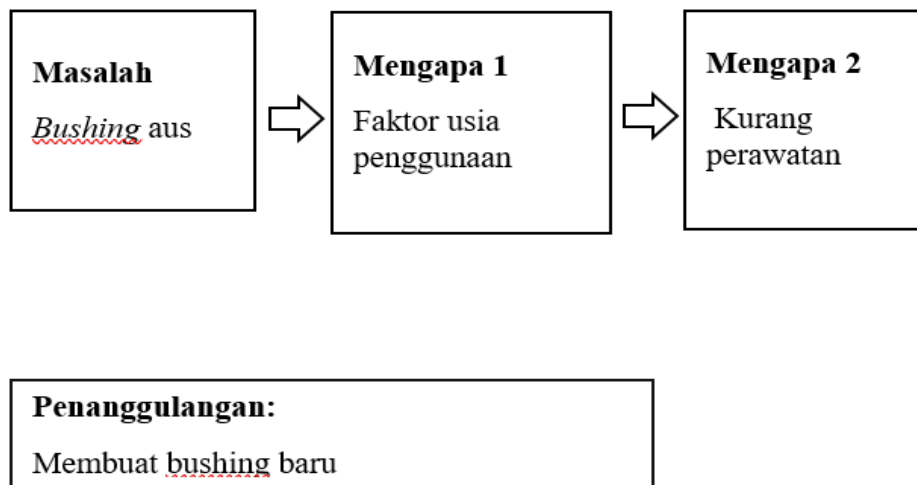 Masalah
Bushing aus
Mengapa 1
Faktor usia
penggunaan
Mengapa 2
Kurang
perawatan
Penanggulangan:
Membuat bushing baru